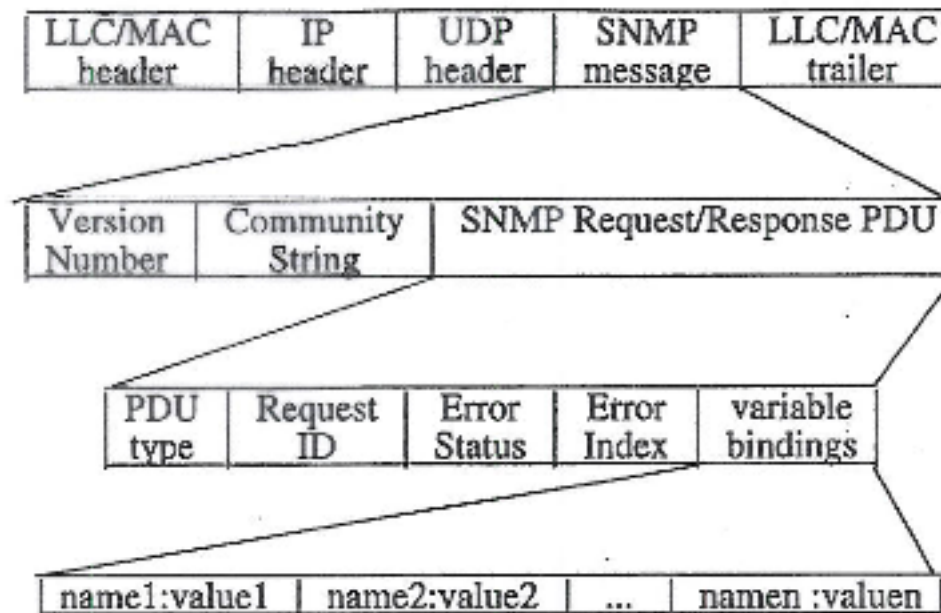 LLC/MAC header IP header UDP header SNMP message LLC/MAC trailer
Version Number Community String SNMP Request/Response PDU
PDU type Request ID Error Status Error Index variable bindings
name1:value1 name2:value2 ... namen :valuen